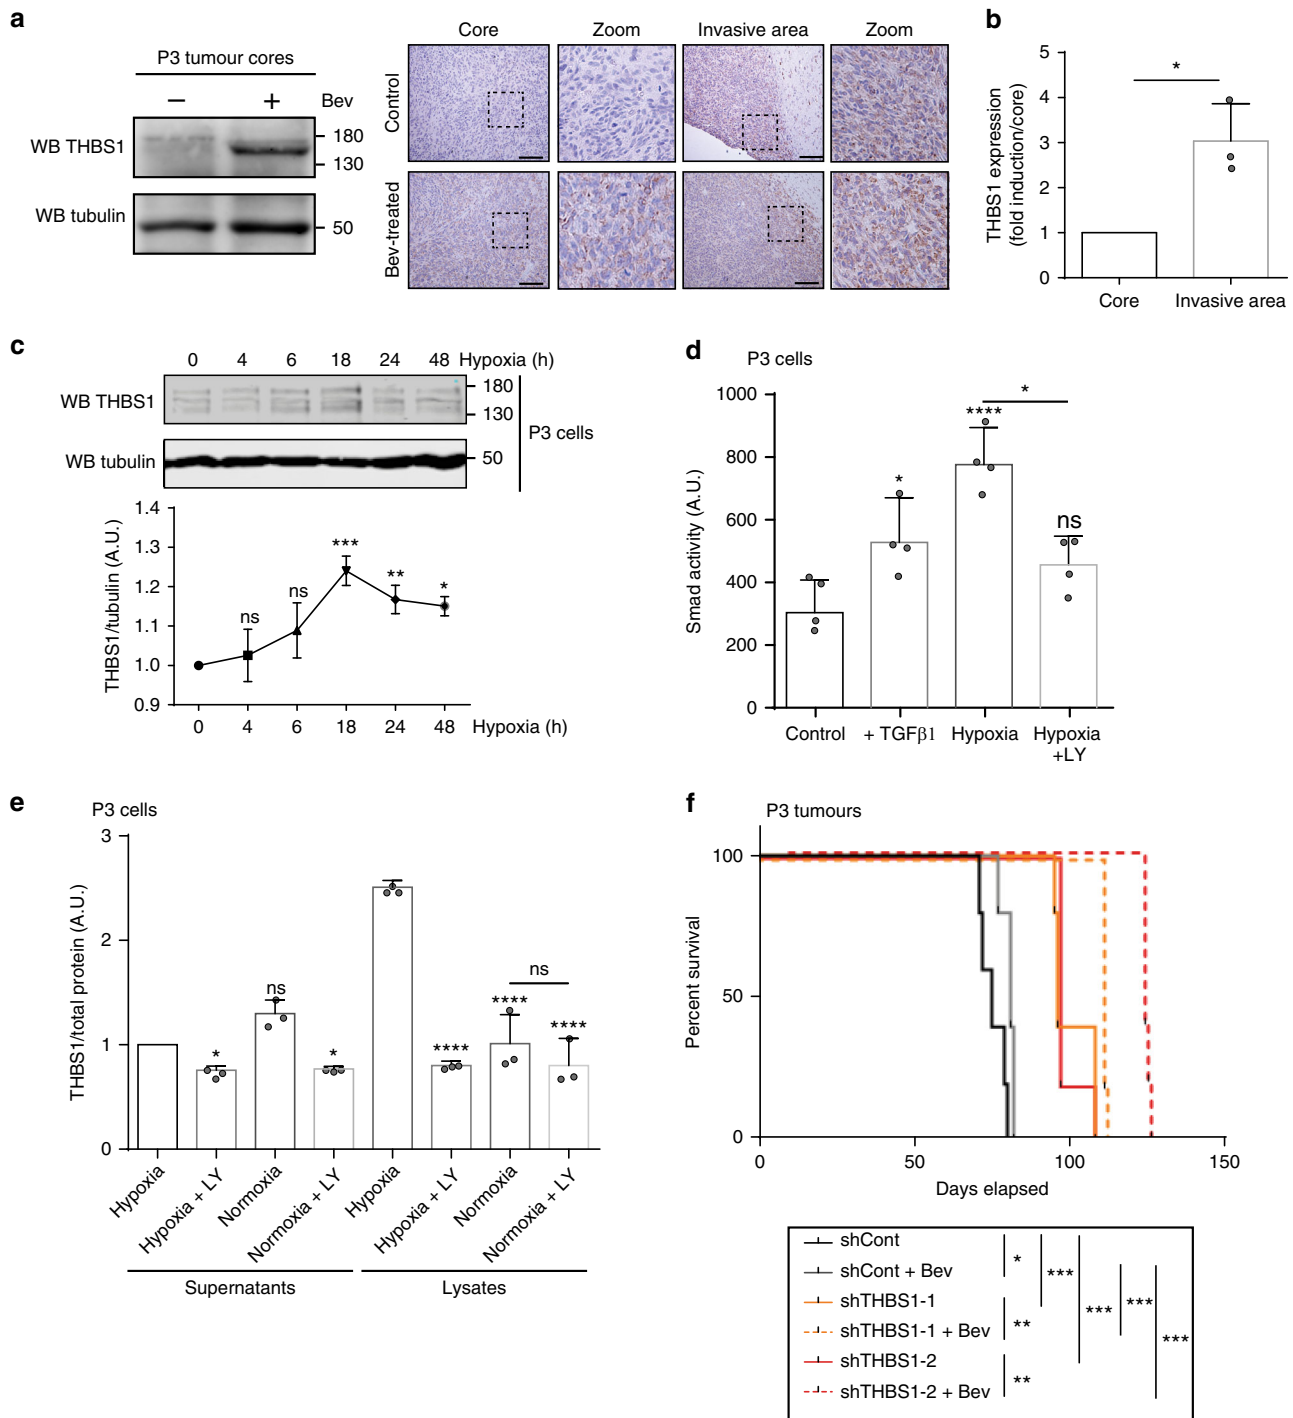 a
P3 tumour cores
− + Bev
WB THBS1
180
130
WB tubulin
50
Core Zoom Invasive area Zoom
Control
Bev-treated
b
THBS1 expression
(fold induction/core)
5
4
3
2
1
0
*
Core Invasive area
c
0 4 6 18 24 48 Hypoxia (h)
WB THBS1
180
130
WB tubulin
50
P3 cells
THBS1/tubulin (A.U.)
1.4
1.3
1.2
1.1
1.0
0.9
ns
ns
***
**
*
0 4 6 18 24 48 Hypoxia (h)
d
P3 cells
Smad activity (A.U.)
1000
800
600
400
200
0
*
****
*
ns
Control + TGFβ1 Hypoxia Hypoxia
+LY
e
P3 cells
THBS1/total protein (A.U.)
3
2
1
0
*
ns
*
****
****
ns
****
Hypoxia
Hypoxia + LY
Normoxia
Normoxia + LY
Hypoxia
Hypoxia + LY
Normoxia
Normoxia + LY
Supernatants Lysates
f
P3 tumours
Percent survival
100
50
0
0 50 100 150
Days elapsed
shCont
shCont + Bev
shTHBS1-1
shTHBS1-1 + Bev
shTHBS1-2
shTHBS1-2 + Bev
*
**
**
***
***
***
***